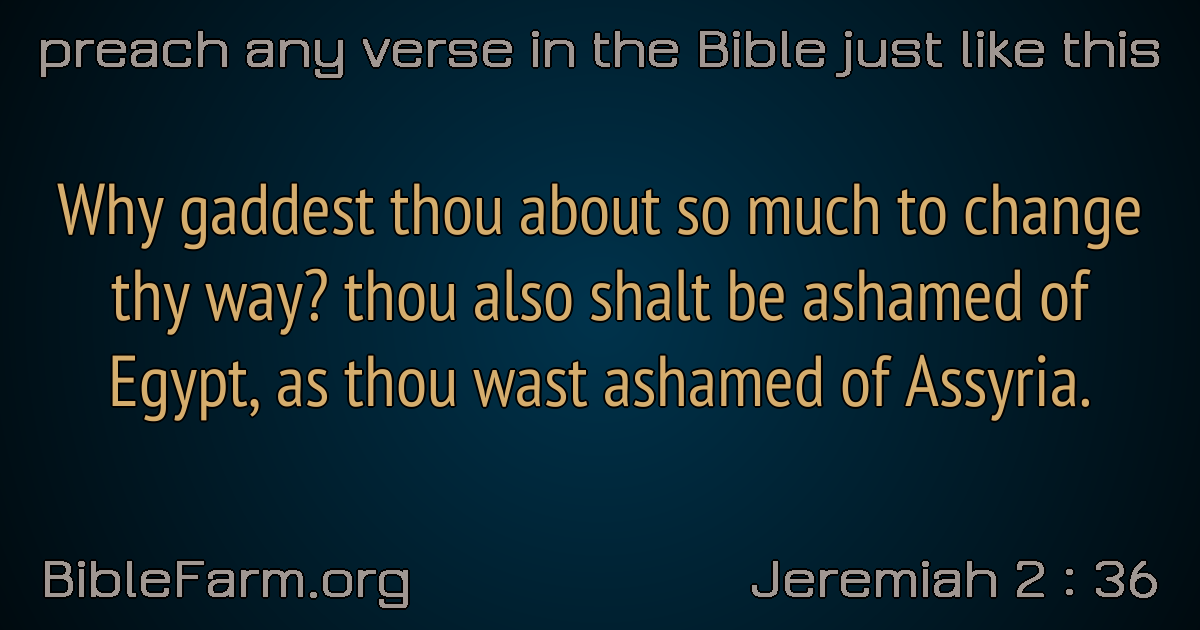 preach any verse in the Bible just like this
Why gaddest thou about so much to change
thy way? thou also shalt be ashamed of
Egypt, as thou wast ashamed of Assyria.
BibleFarm.org
Jeremiah 2 : 36